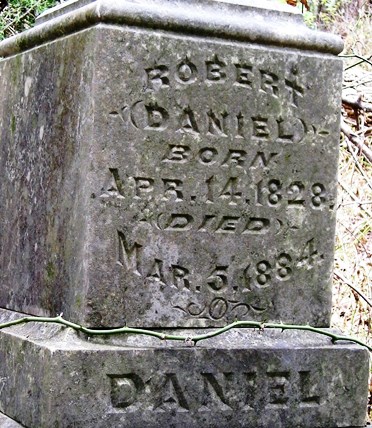 ROBERT
DANIEL
BORN
APR. 14. 1828.
DIED
MAR. 5. 1884.
DANIEL